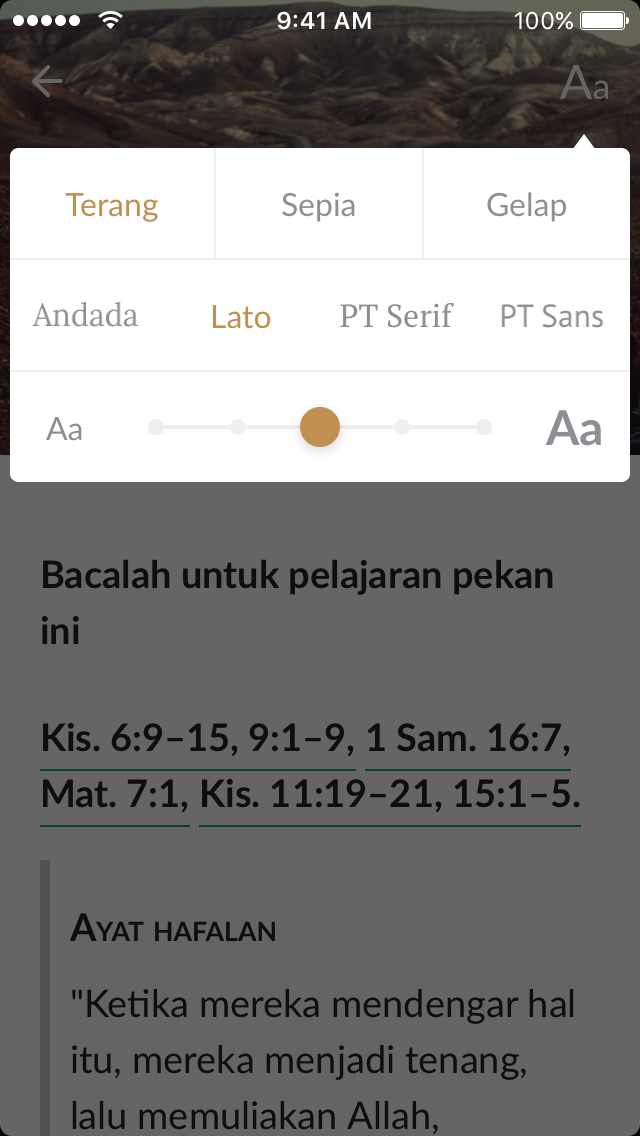 9:41 AM 100%
Aa
Terang Sepia Gelap
Andada Lato PT Serif PT Sans
Aa Aa
Bacalah untuk pelajaran pekan
ini
Kis. 6:9–15, 9:1–9, 1 Sam. 16:7,
Mat. 7:1, Kis. 11:19–21, 15:1–5.
AYAT HAFALAN
"Ketika mereka mendengar hal
itu, mereka menjadi tenang,
lalu memuliakan Allah,